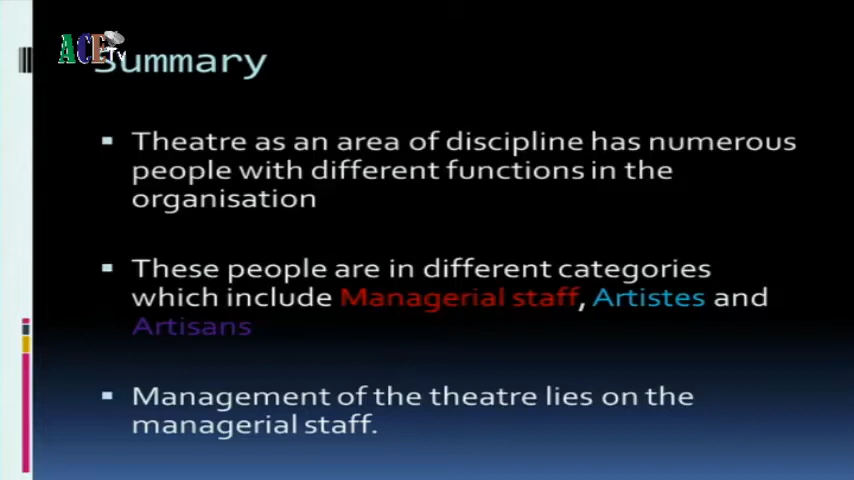 ACE TV
Summary
Theatre as an area of discipline has numerous
people with different functions in the
organisation
These people are in different categories
which include Managerial staff, Artistes and
Artisans
Management of the theatre lies on the
managerial staff.